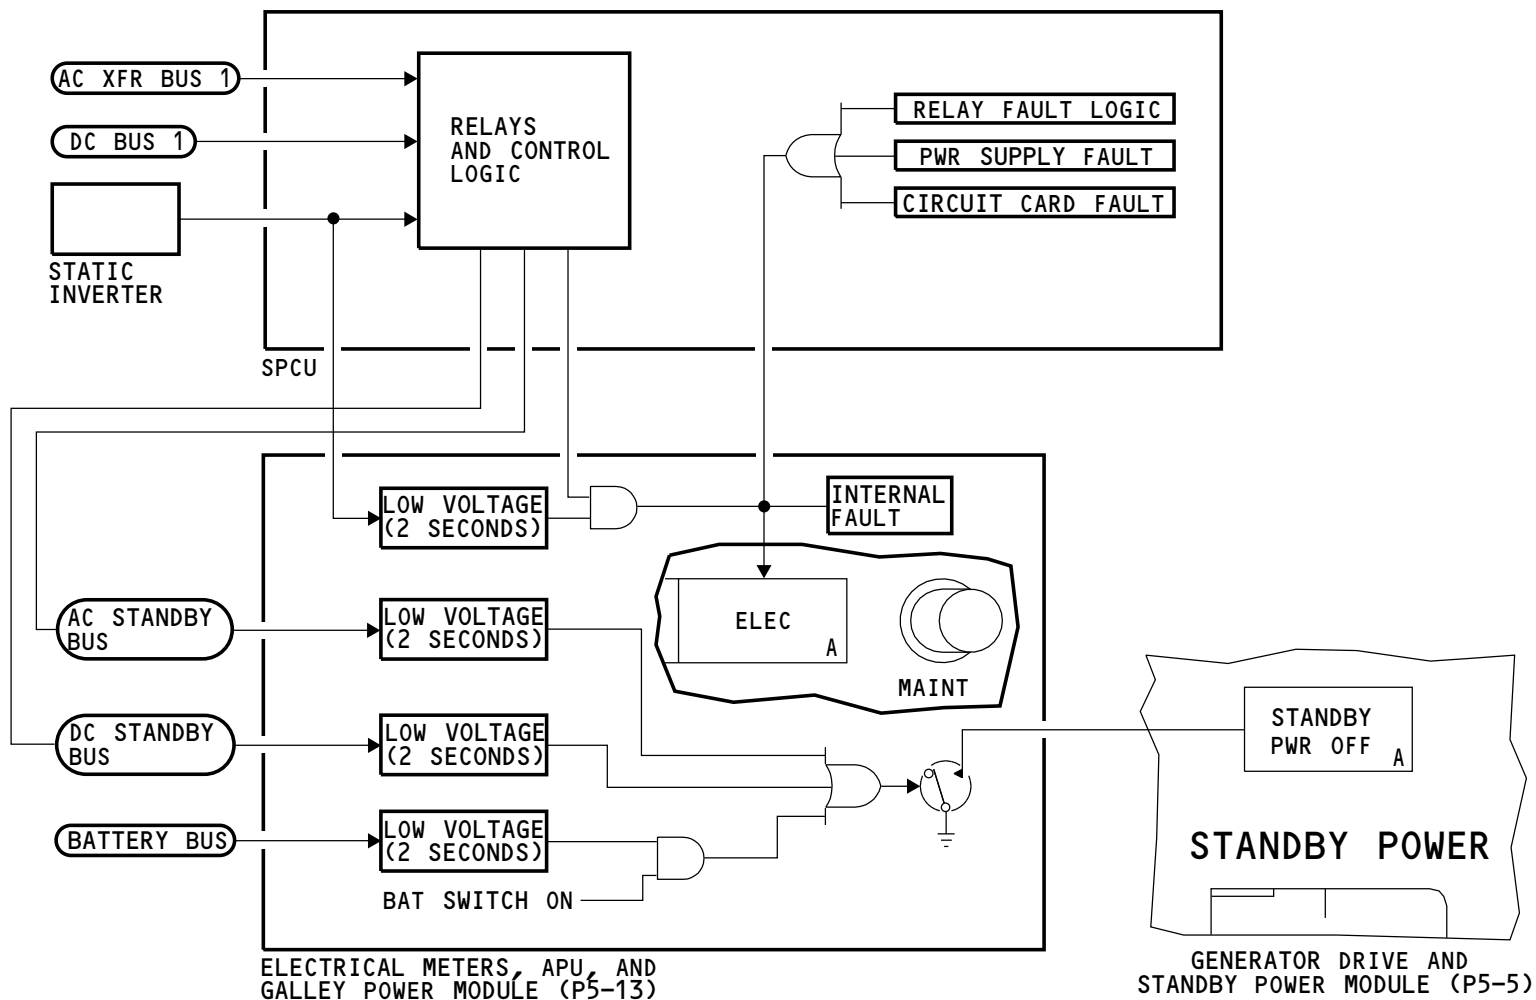 AC XFR BUS 1
DC BUS 1
STATIC
INVERTER
RELAYS
AND CONTROL
LOGIC
RELAY FAULT LOGIC
PWR SUPPLY FAULT
CIRCUIT CARD FAULT
SPCU
LOW VOLTAGE
(2 SECONDS)
INTERNAL
FAULT
AC STANDBY
BUS
LOW VOLTAGE
(2 SECONDS)
ELEC
A
MAINT
DC STANDBY
BUS
LOW VOLTAGE
(2 SECONDS)
STANDBY
PWR OFF
A
BATTERY BUS
LOW VOLTAGE
(2 SECONDS)
BAT SWITCH ON
STANDBY POWER
ELECTRICAL METERS, APU, AND
GALLEY POWER MODULE (P5-13)
GENERATOR DRIVE AND
STANDBY POWER MODULE (P5-5)